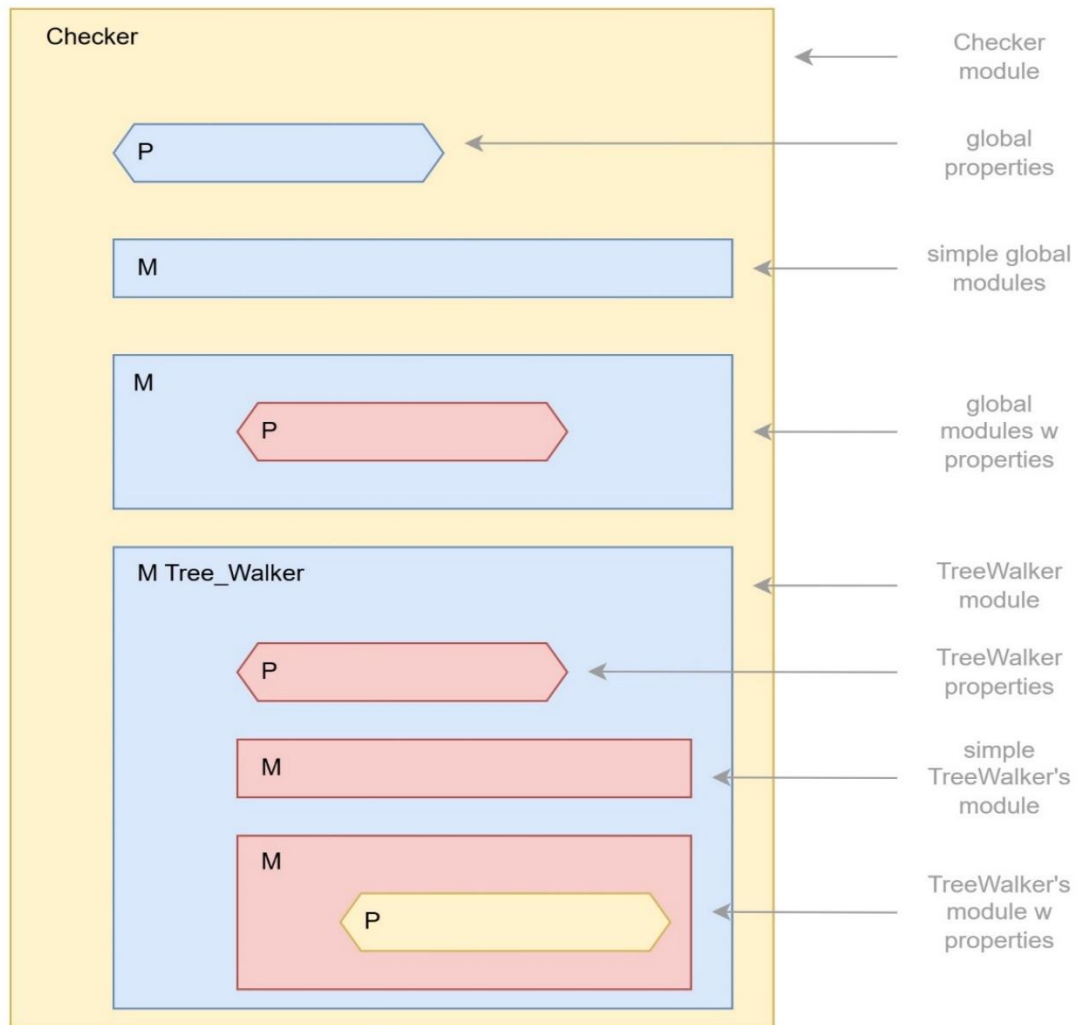 Checker
Checker
module
P
global
properties
M
simple global
modules
M
P
global
modules w
properties
M Tree_Walker
TreeWalker
module
P
TreeWalker
properties
M
simple
TreeWalker's
module
M
P
TreeWalker's
module w
properties